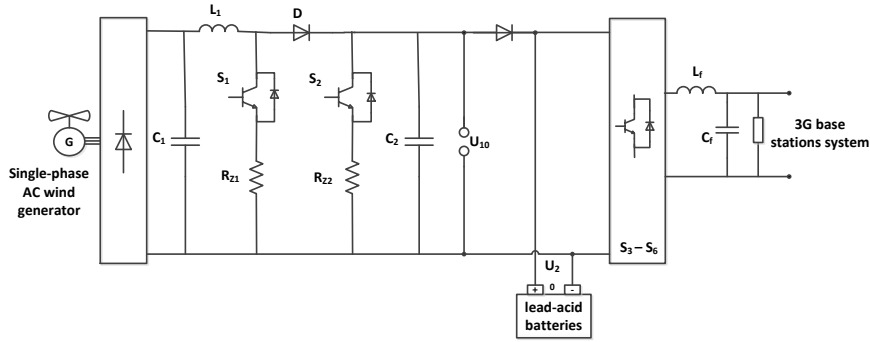 L1
D
S1
S2
Lf
G
C1
C2
U10
Cf
3G base
stations system
Single-phase
AC wind
generator
RZ1
RZ2
S3 – S6
U2
+ 0 -
lead-acid
batteries